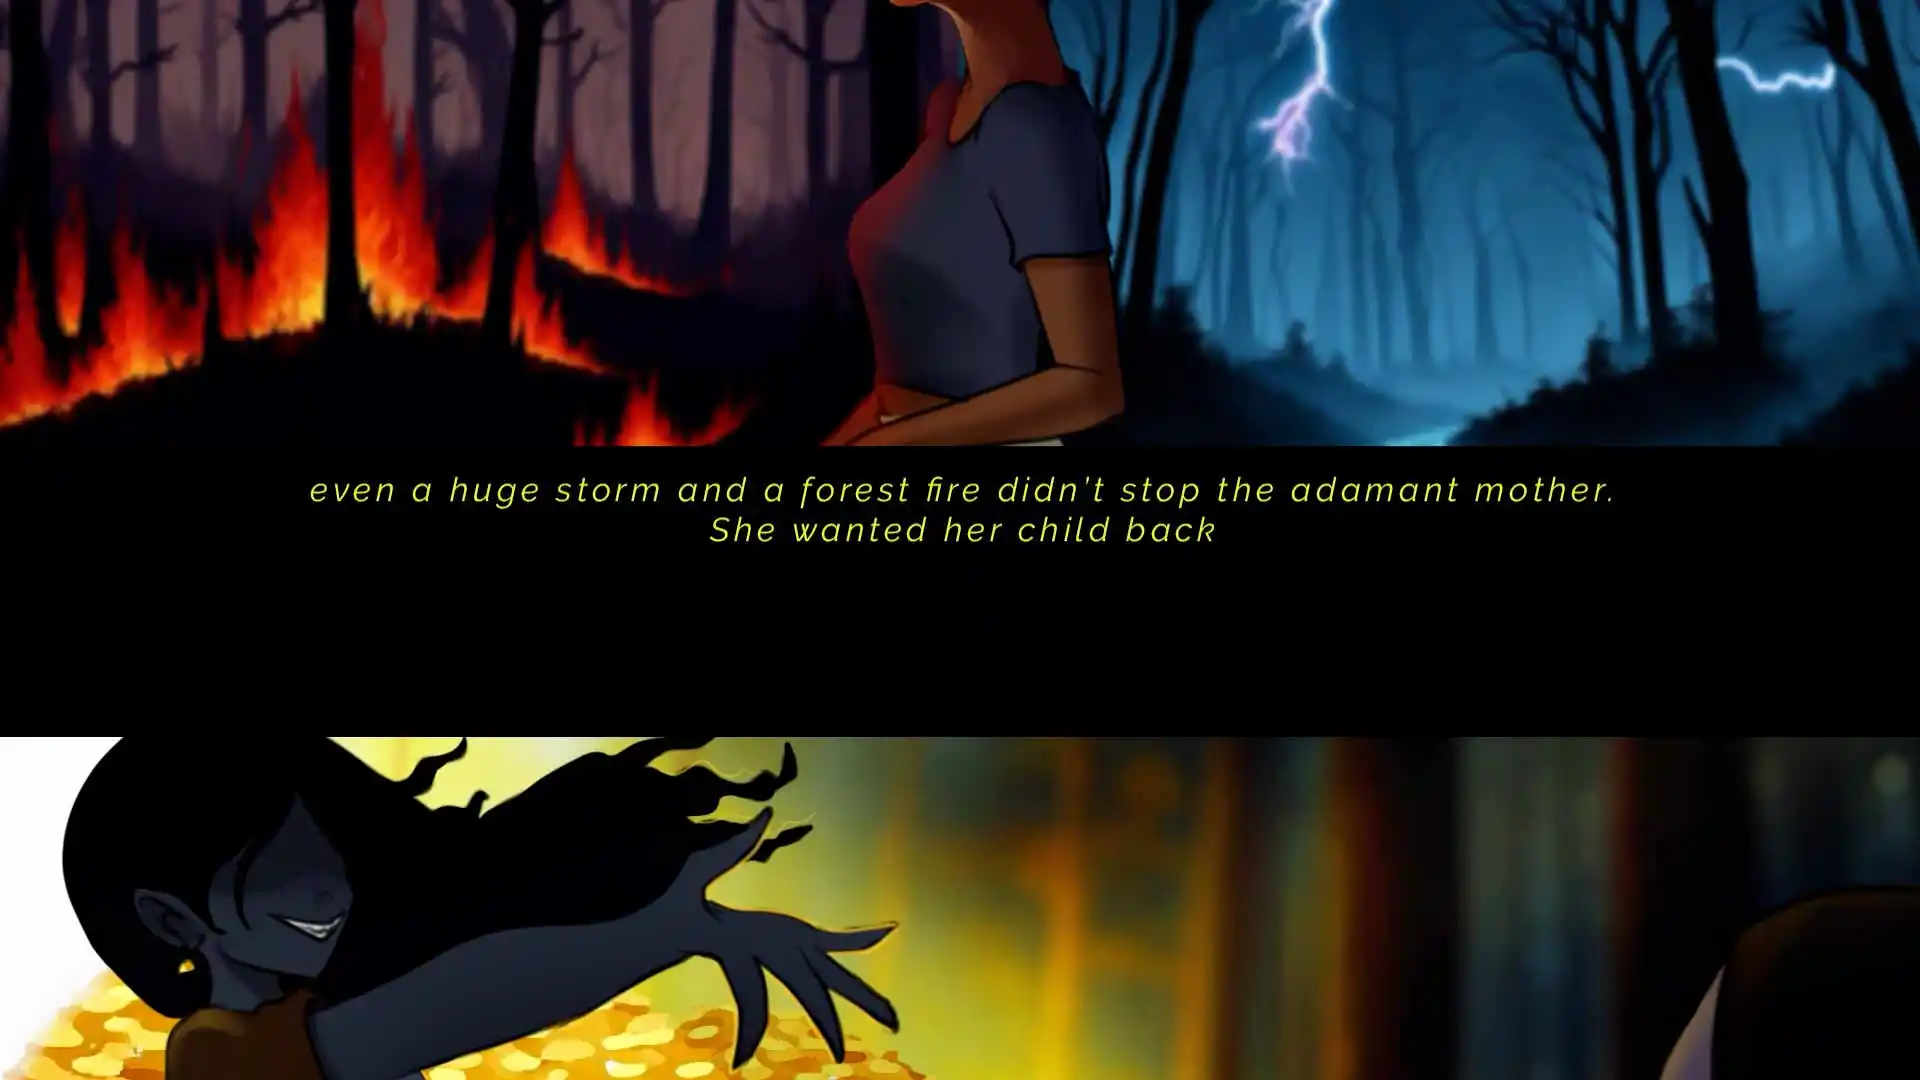 even a huge storm and a forest fire didn't stop the adamant mother.
She wanted her child back